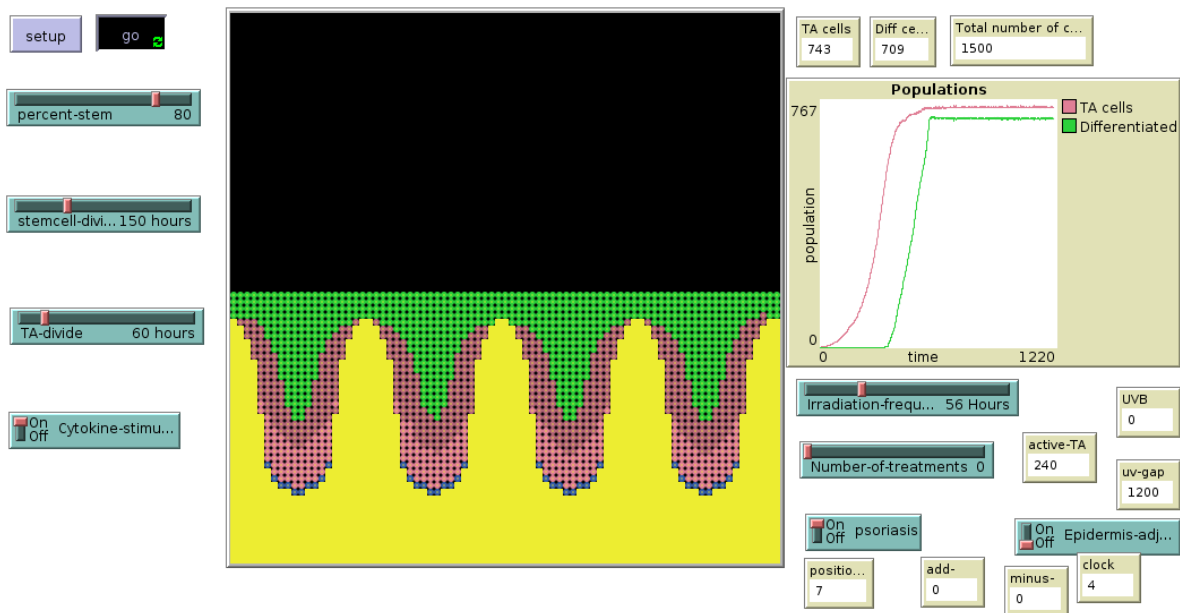 setup
go
percent-stem 80
stemcell-divi... 150 hours
TA-divide 60 hours
On
Off Cytokine-stimu...
TA cells
743
Diff ce...
709
Total number of c...
1500
Populations
767
population
0
0 time 1220
TA cells
Differentiated
Irradiation-frequ... 56 Hours
Number-of-treatments 0
UVB
0
active-TA
240
uv-gap
1200
On
Off psoriasis
On
Off Epidermis-adj...
positio...
7
add-
0
minus-
0
clock
4